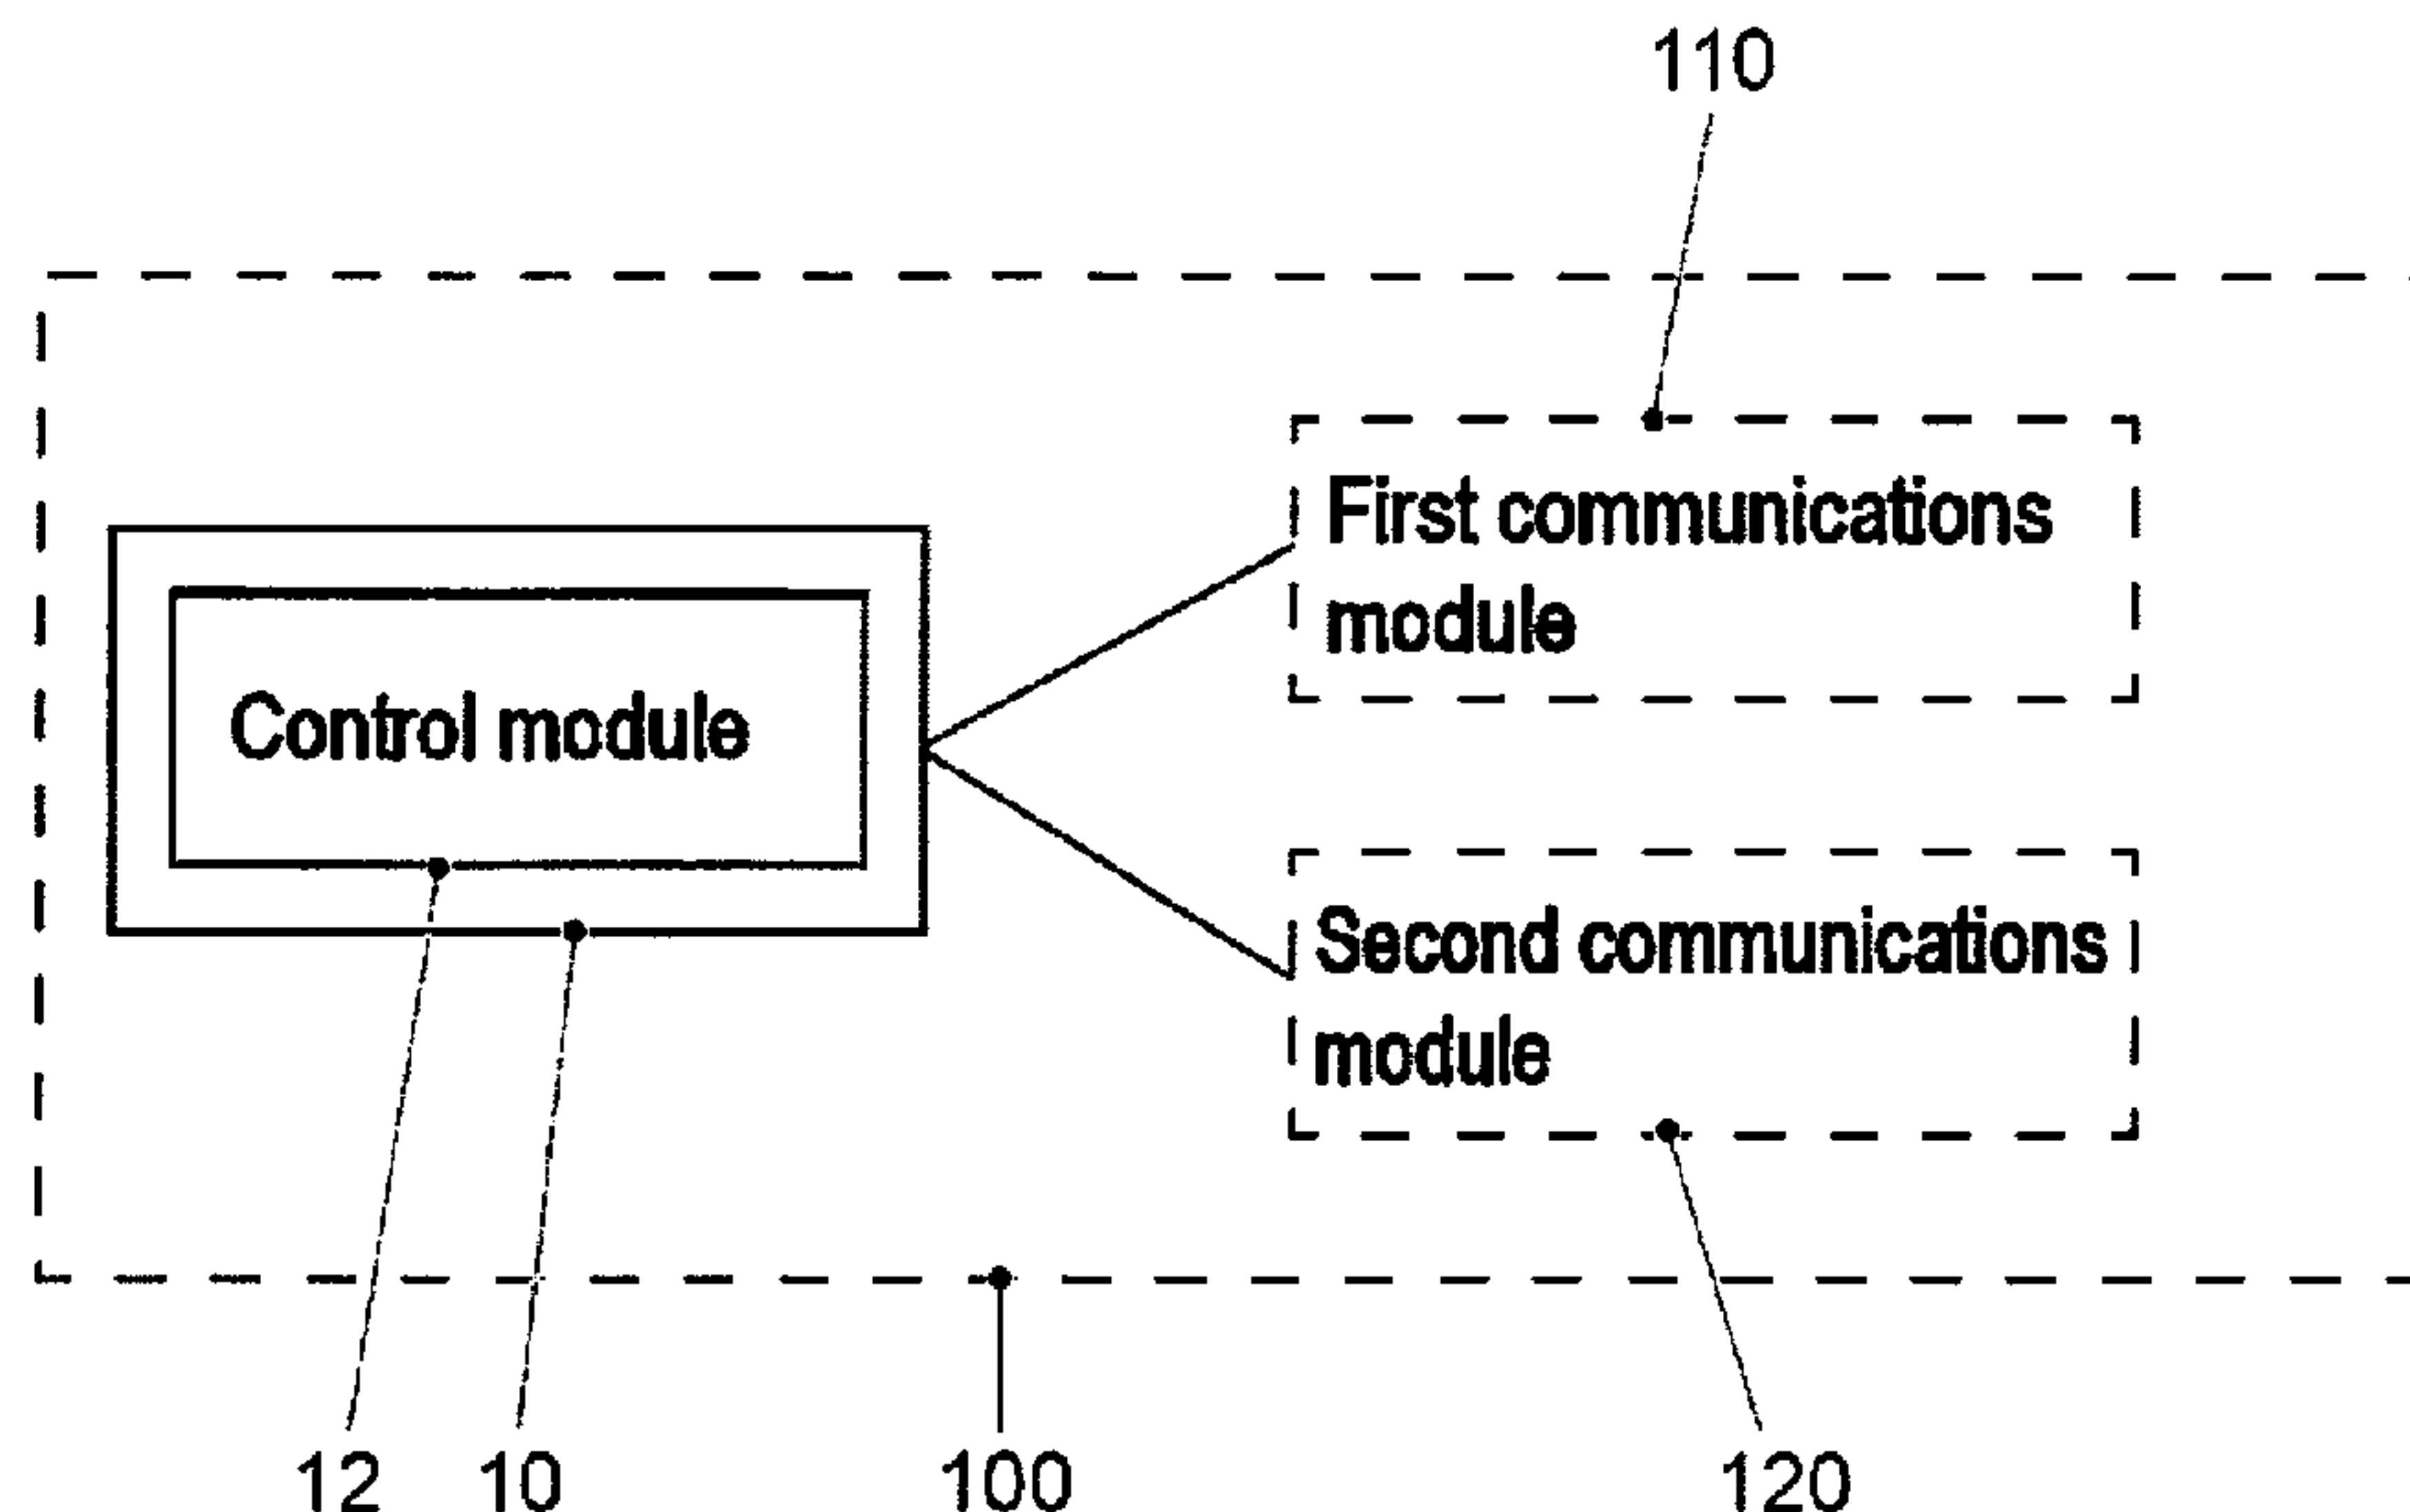 110
First communications
module
Control module
Second communications
module
12
10
100
120